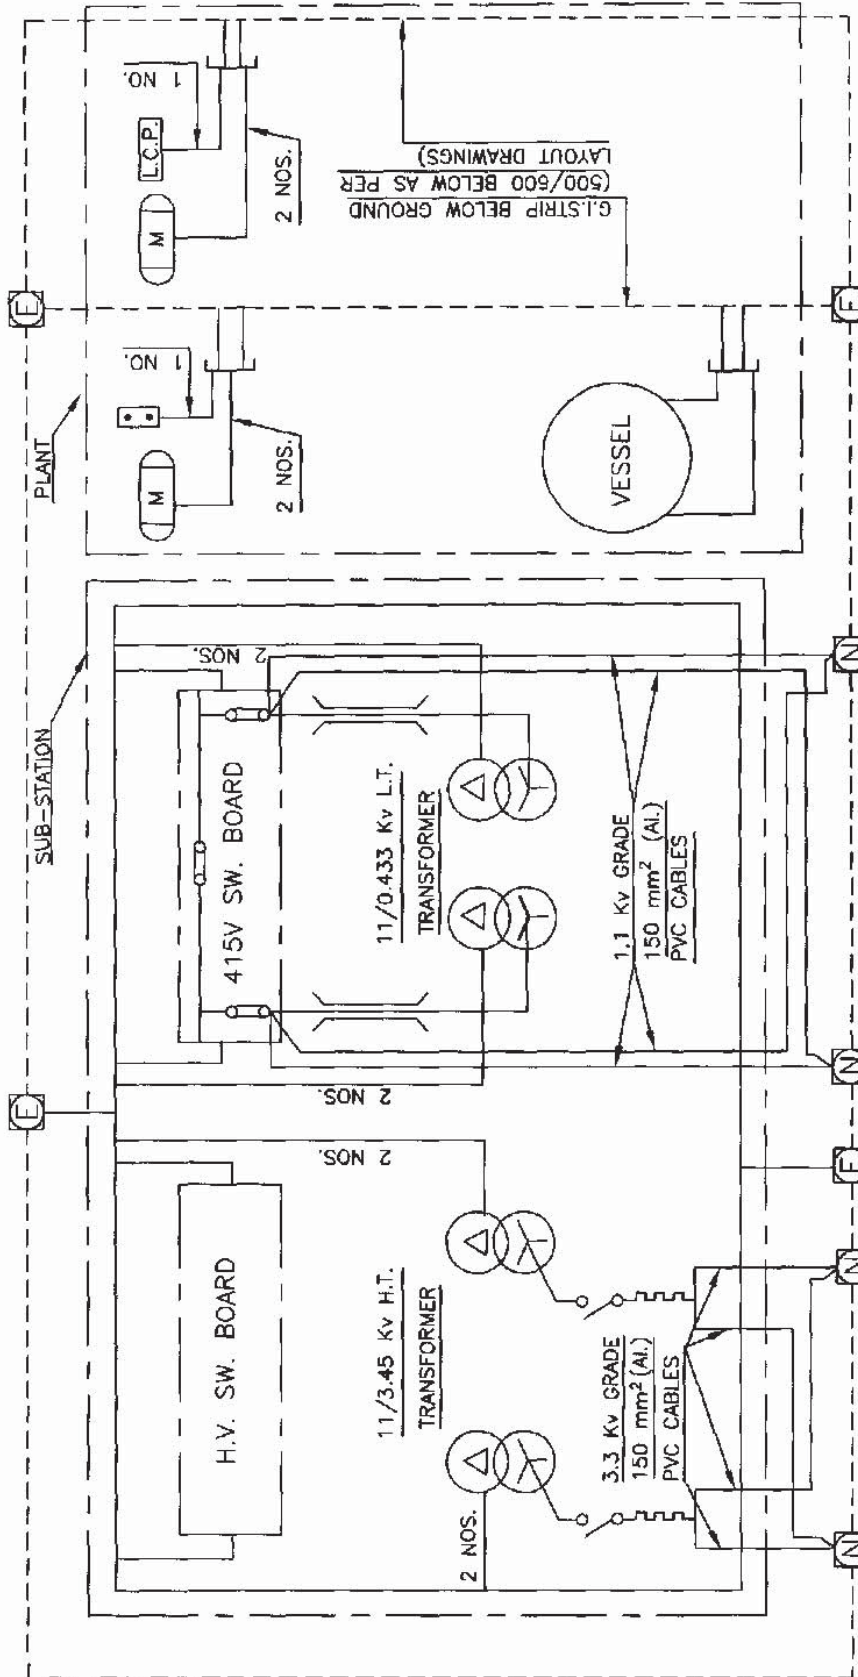 E
E
PLANT
SUB-STATION
1 NO.
L.C.P.
1 NO.
M
M
2 NOS.
2 NOS.
G.I.STRIP BELOW GROUND
(500/600 BELOW AS PER
LAYOUT DRAWINGS)
VESSEL
H.V. SW. BOARD
415V SW. BOARD
2 NOS.
2 NOS.
2 NOS.
2 NOS.
11/3.45 Kv H.T.
TRANSFORMER
11/0.433 Kv L.T.
TRANSFORMER
3.3 Kv GRADE
150 mm² (Al.)
PVC CABLES
1.1 Kv GRADE
150 mm² (Al.)
PVC CABLES
N
N
E
N
N
E